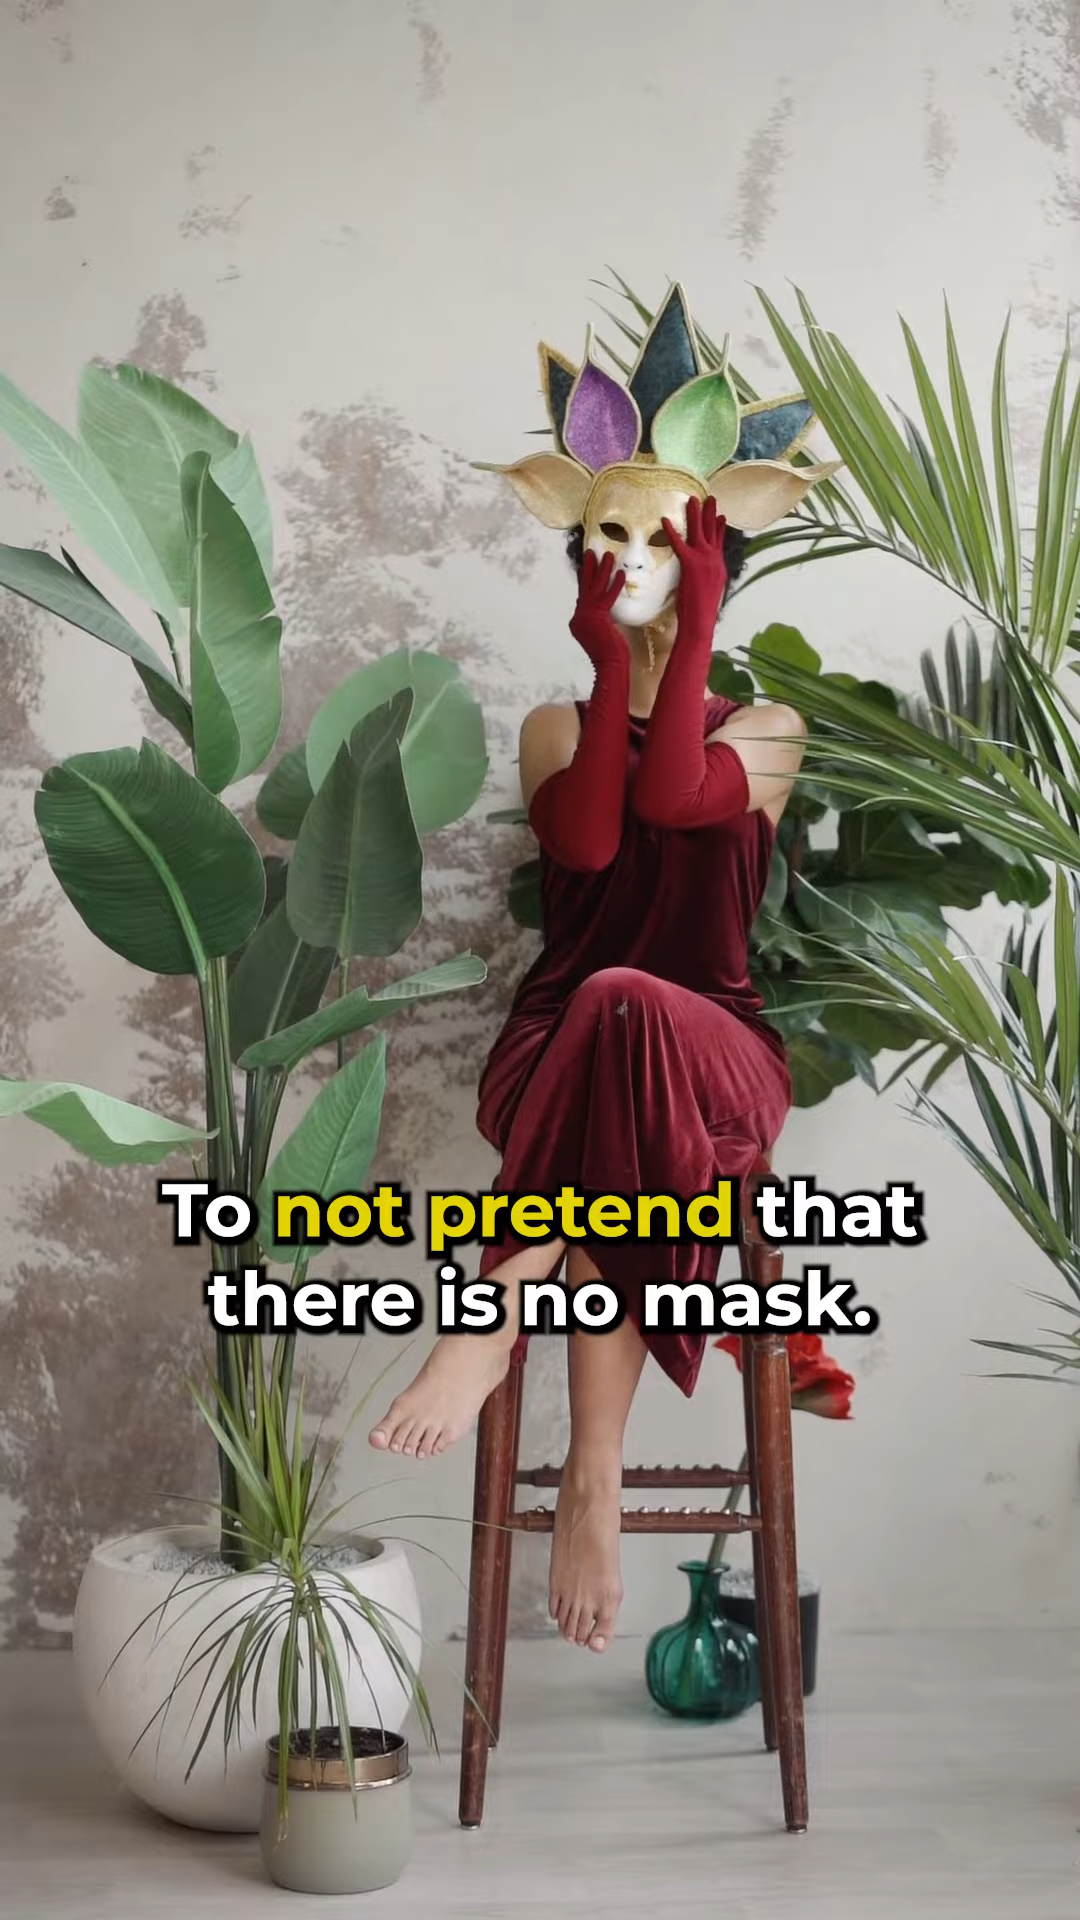 To not pretend that
there is no mask.